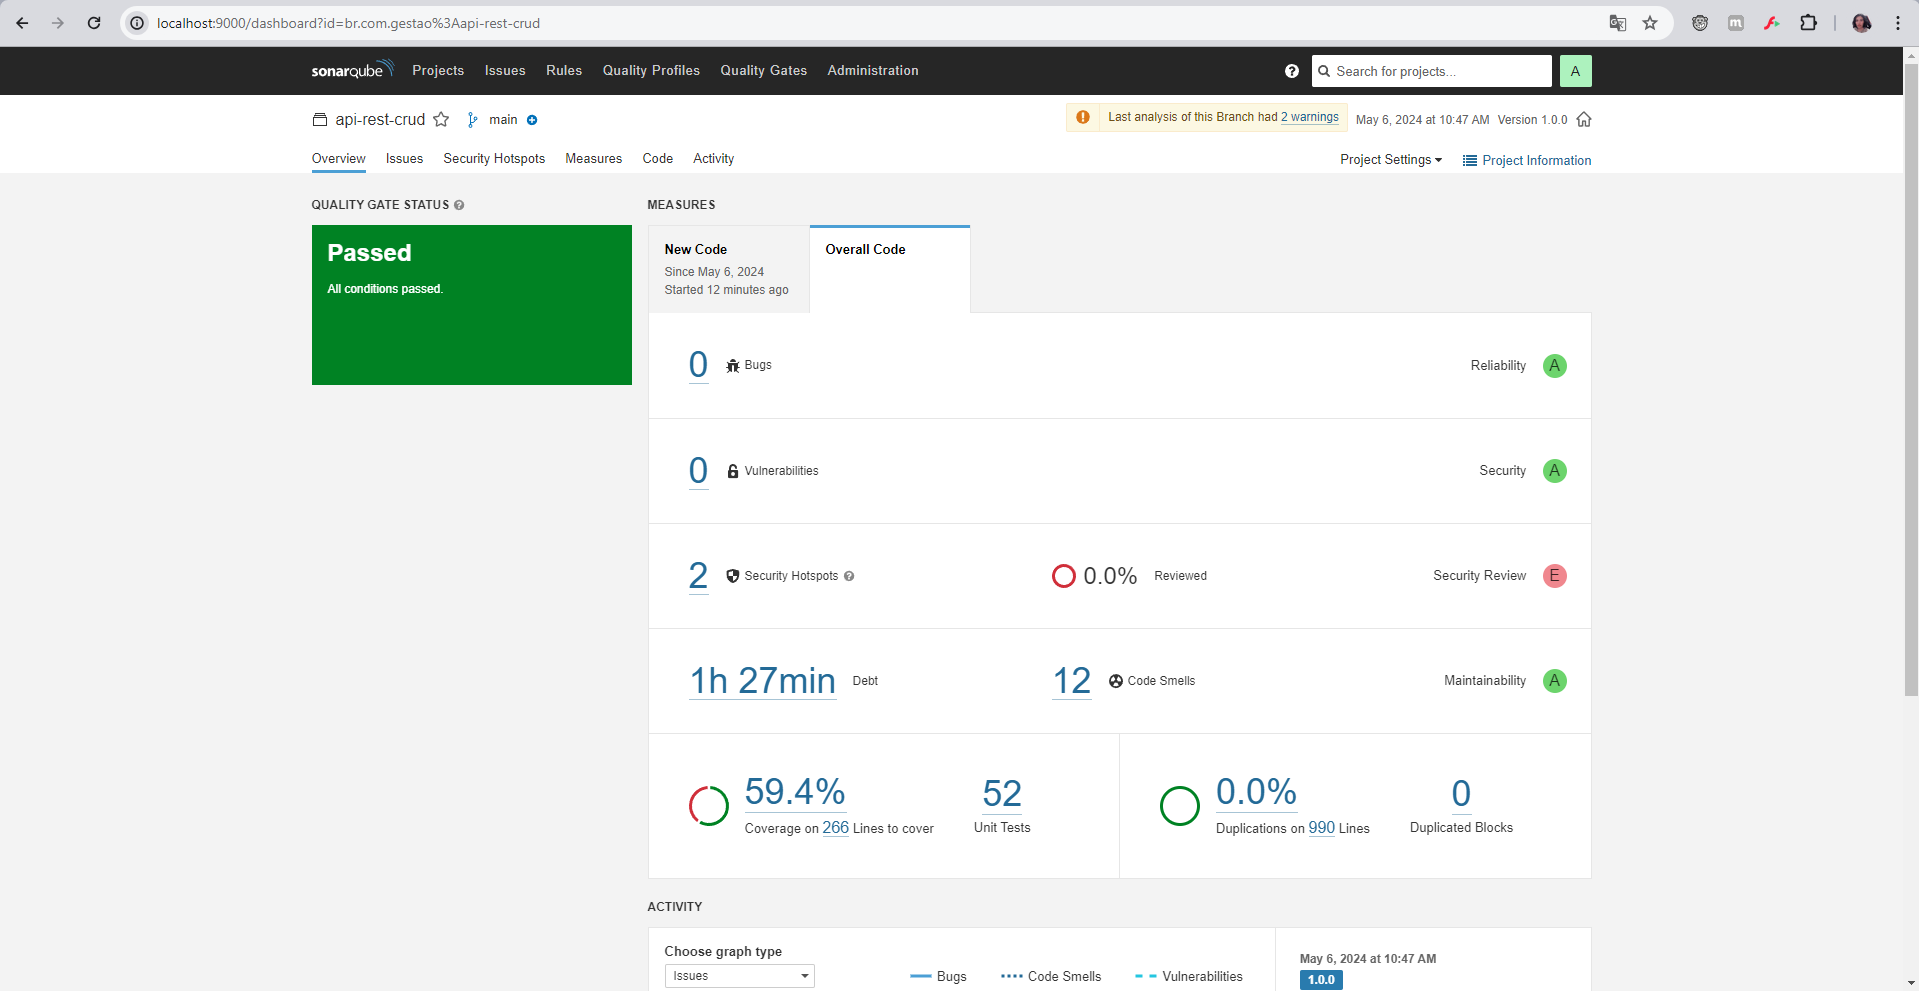 localhost:9000/dashboard?id=br.com.gestao%3Aapi-rest-crud
m
sonarqube Projects Issues Rules Quality Profiles Quality Gates Administration
Search for projects...
A
api-rest-crud main
Last analysis of this Branch had 2 warnings May 6, 2024 at 10:47 AM Version 1.0.0
Overview Issues Security Hotspots Measures Code Activity
Project Settings Project Information
QUALITY GATE STATUS
MEASURES
Passed
All conditions passed.
New Code
Since May 6, 2024
Started 12 minutes ago
Overall Code
0 Bugs Reliability A
0 Vulnerabilities Security A
2 Security Hotspots 0.0% Reviewed Security Review E
1h 27min Debt 12 Code Smells Maintainability A
59.4%
Coverage on 266 Lines to cover
52
Unit Tests
0.0%
Duplications on 990 Lines
0
Duplicated Blocks
ACTIVITY
Choose graph type
Issues
Bugs Code Smells Vulnerabilities
May 6, 2024 at 10:47 AM
1.0.0